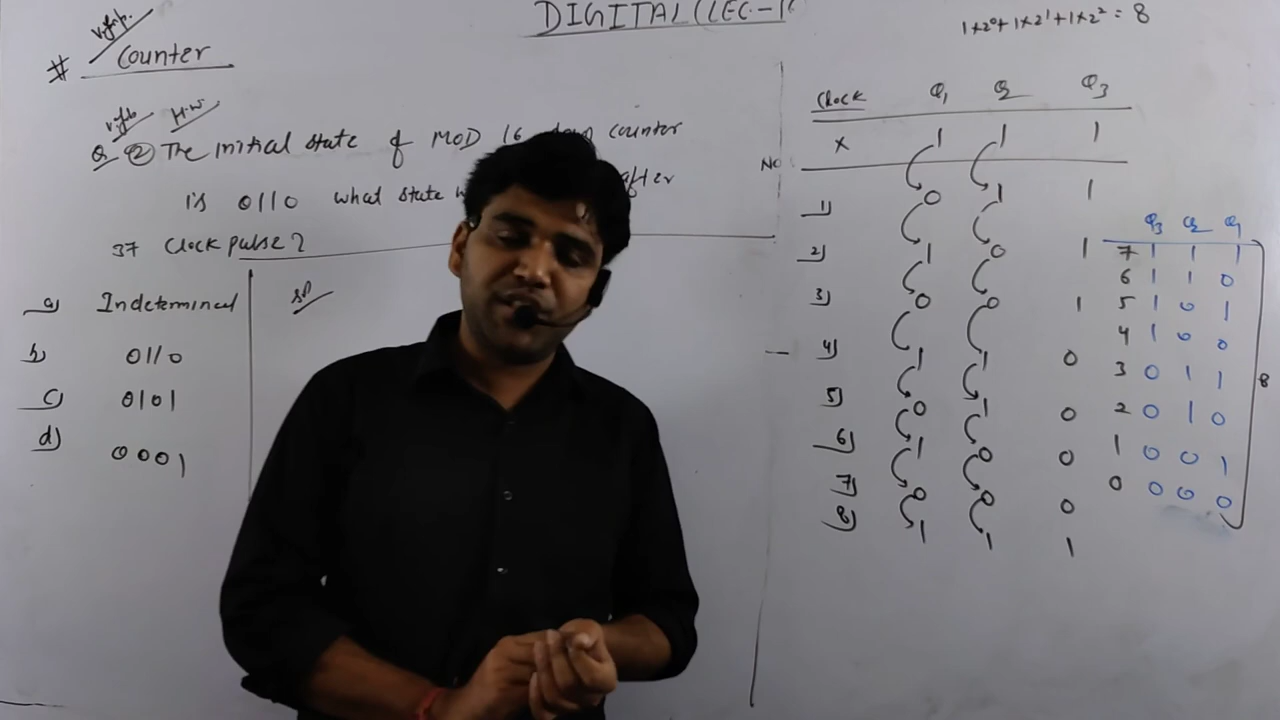 DIGITAL (LEC-1
1×2⁰+1×2¹+1×2² = 8
# Counter
Q ② The initial state of MOD 16 down counter
is 0110 what state after
37 Clock pulse?
a) Indetermined
b) 0110
c) 0101
d) 0001
Clock Q₁ Q₂ Q₃
X 1 1 1
1) 0 1 1
2) 1 0 1
3) 0 0 1
4) 1 1 0
5) 0 1 0
6) 1 0 0
7) 0 0 0
8) 1 1 1
Q₃ Q₂ Q₁
7 1 1 1
6 1 1 0
5 1 0 1
4 1 0 0
3 0 1 1
2 0 1 0
1 0 0 1
0 0 0 0
8